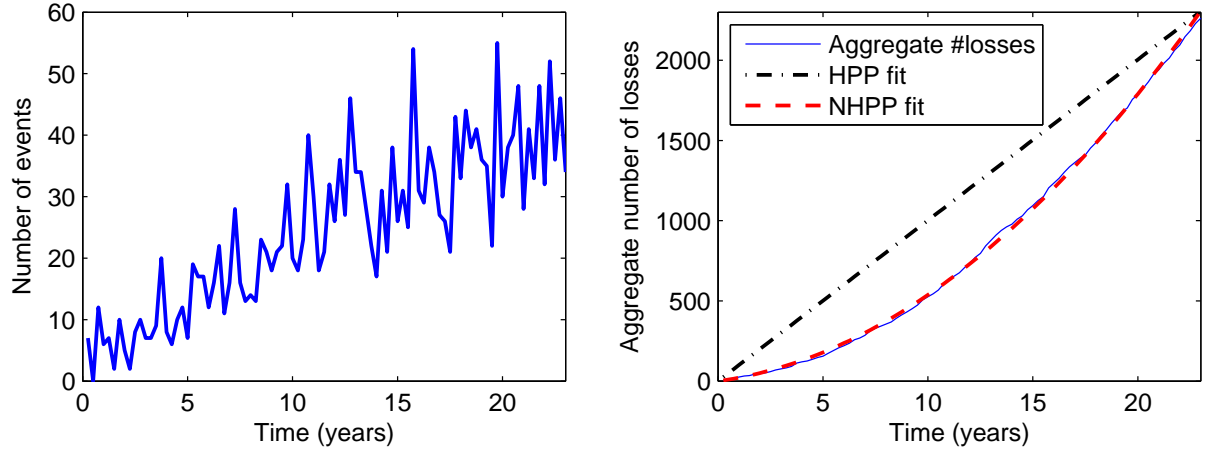 60
50
40
30
20
10
0
0 5 10 15 20
Number of events
Time (years)
2000
1500
1000
500
0
0 5 10 15 20
Aggregate number of losses
Time (years)
Aggregate #losses
HPP fit
NHPP fit